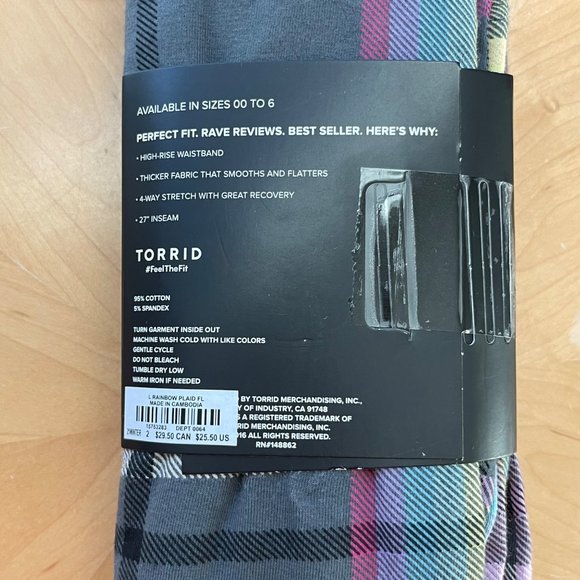 AVAILABLE IN SIZES 00 TO 6
PERFECT FIT. RAVE REVIEWS. BEST SELLER. HERE'S WHY:
• HIGH-RISE WAISTBAND
• THICKER FABRIC THAT SMOOTHS AND FLATTERS
• 4-WAY STRETCH WITH GREAT RECOVERY
• 27" INSEAM
TORRID
#FeelTheFit
95% COTTON
5% SPANDEX
TURN GARMENT INSIDE OUT
MACHINE WASH COLD WITH LIKE COLORS
GENTLE CYCLE
DO NOT BLEACH
TUMBLE DRY LOW
WARM IRON IF NEEDED
L RAINBOW PLAID FL
MADE IN CAMBODIA
15753283 DEPT 0064
2 $29.50 CAN $25.50 US
BY TORRID MERCHANDISING, INC.,
OF INDUSTRY, CA 91748
A REGISTERED TRADEMARK OF
TORRID MERCHANDISING, INC.
ALL RIGHTS RESERVED.
RN#148862